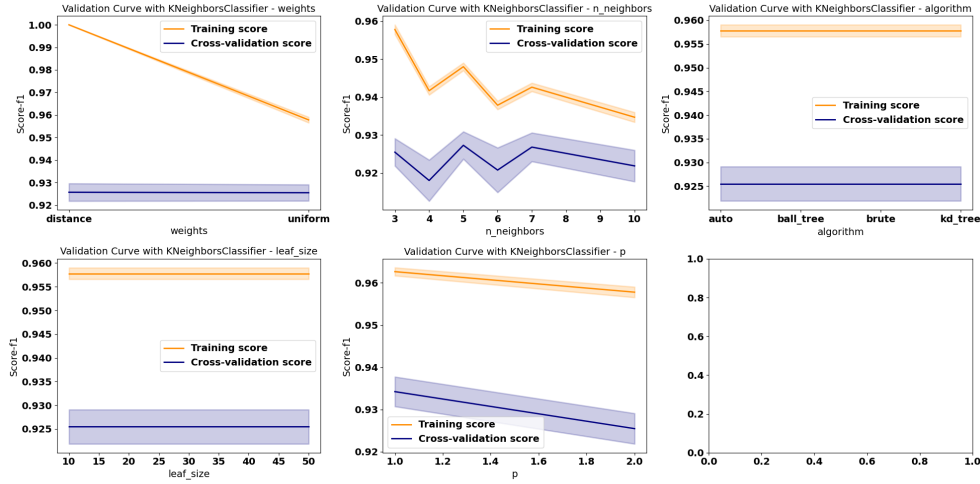 Validation Curve with KNeighborsClassifier - weights
1.00
0.99
0.98
0.97
0.96
0.95
0.94
0.93
0.92
Score-f1
Training score
Cross-validation score
distance
uniform
weights
Validation Curve with KNeighborsClassifier - n_neighbors
0.96
0.95
0.94
0.93
0.92
Score-f1
Training score
Cross-validation score
3 4 5 6 7 8 9 10
n_neighbors
Validation Curve with KNeighborsClassifier - algorithm
0.960
0.955
0.950
0.945
0.940
0.935
0.930
0.925
Score-f1
Training score
Cross-validation score
auto ball_tree brute kd_tree
algorithm
Validation Curve with KNeighborsClassifier - leaf_size
0.960
0.955
0.950
0.945
0.940
0.935
0.930
0.925
Score-f1
Training score
Cross-validation score
10 15 20 25 30 35 40 45 50
leaf_size
Validation Curve with KNeighborsClassifier - p
0.96
0.95
0.94
0.93
0.92
Score-f1
Training score
Cross-validation score
1.0 1.2 1.4 1.6 1.8 2.0
p
1.0
0.8
0.6
0.4
0.2
0.0
0.0 0.2 0.4 0.6 0.8 1.0